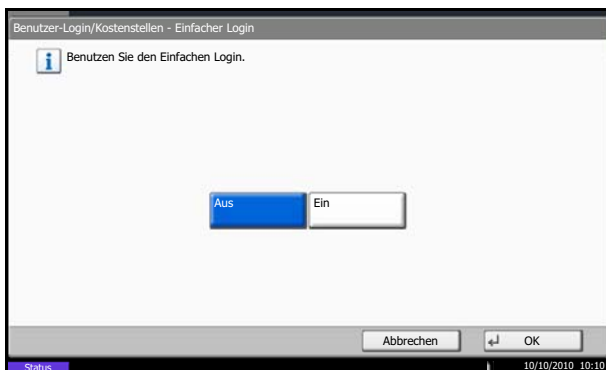 Benutzer-Login/Kostenstellen - Einfacher Login
Benutzen Sie den Einfachen Login.
Aus
Ein
Abbrechen
OK
Status
10/10/2010 10:10